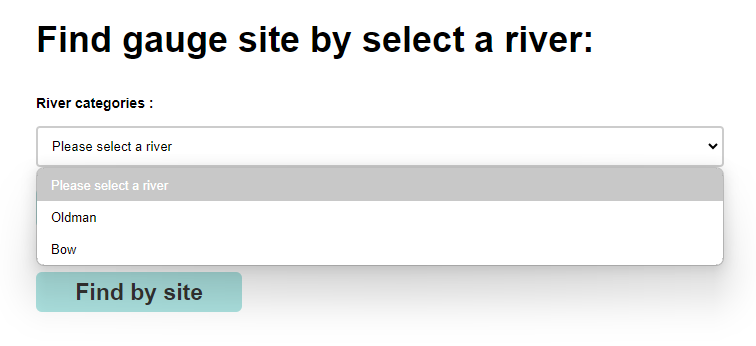 Find gauge site by select a river:
River categories :
Please select a river
Please select a river
Oldman
Bow
Find by site